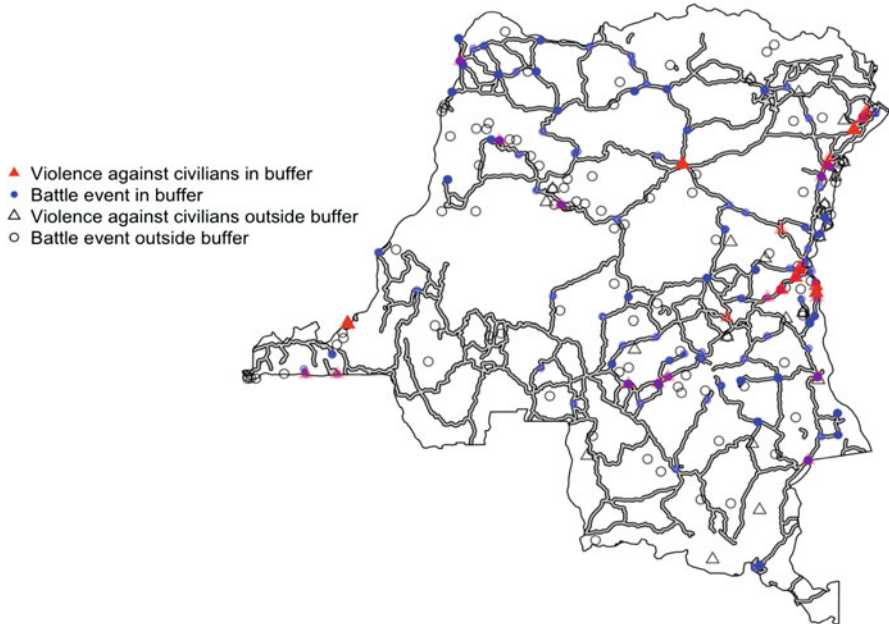 Violence against civilians in buffer
Battle event in buffer
Violence against civilians outside buffer
Battle event outside buffer